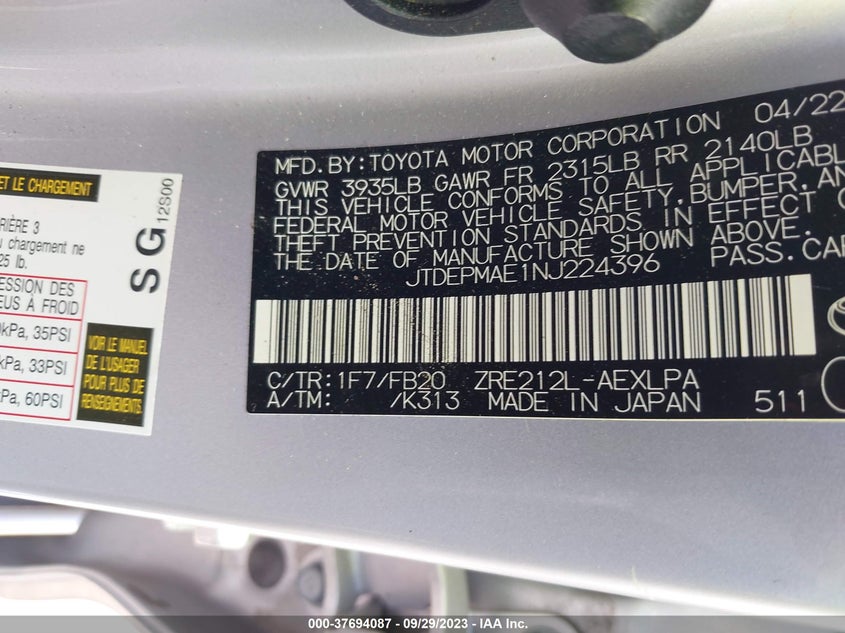 ET LE CHARGEMENT
RIÈRE 3
u chargement ne
25 lb.
ESSION DES
EUS À FROID
kPa, 35PSI
kPa, 33PSI
kPa, 60PSI
VOIR LE MANUEL
DE L'USAGER
POUR PLUS DE
RENSEIGNEMENTS.
SG
12S00
MFD. BY: TOYOTA MOTOR CORPORATION 04/22
GVWR 3935LB GAWR FR 2315LB RR 2140LB
THIS VEHICLE CONFORMS TO ALL APPLICABL
FEDERAL MOTOR VEHICLE SAFETY, BUMPER, AN
THEFT PREVENTION STANDARDS IN EFFECT O
THE DATE OF MANUFACTURE SHOWN ABOVE.
JTDEPMAE1NJ224396 PASS. CAR
C/TR: 1F7/FB20 ZRE212L-AEXLPA
A/TM: /K313 MADE IN JAPAN 511
000-37694087 - 09/29/2023 - IAA Inc.